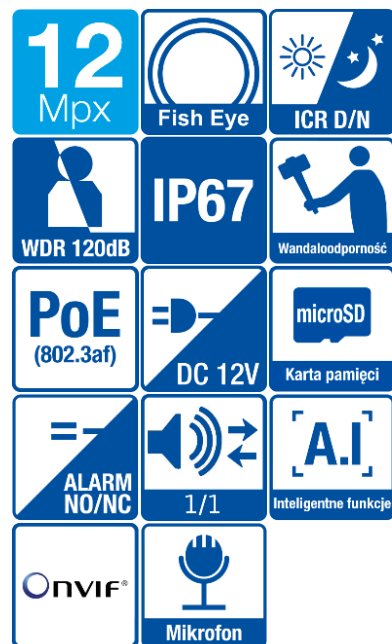 12
Mpx
Fish Eye
ICR D/N
WDR 120dB
IP67
Wandaloodporność
PoE
(802.3af)
DC 12V
microSD
Karta pamięci
ALARM
NO/NC
1/1
A.I
Inteligentne funkcje
ONVIF®
Mikrofon